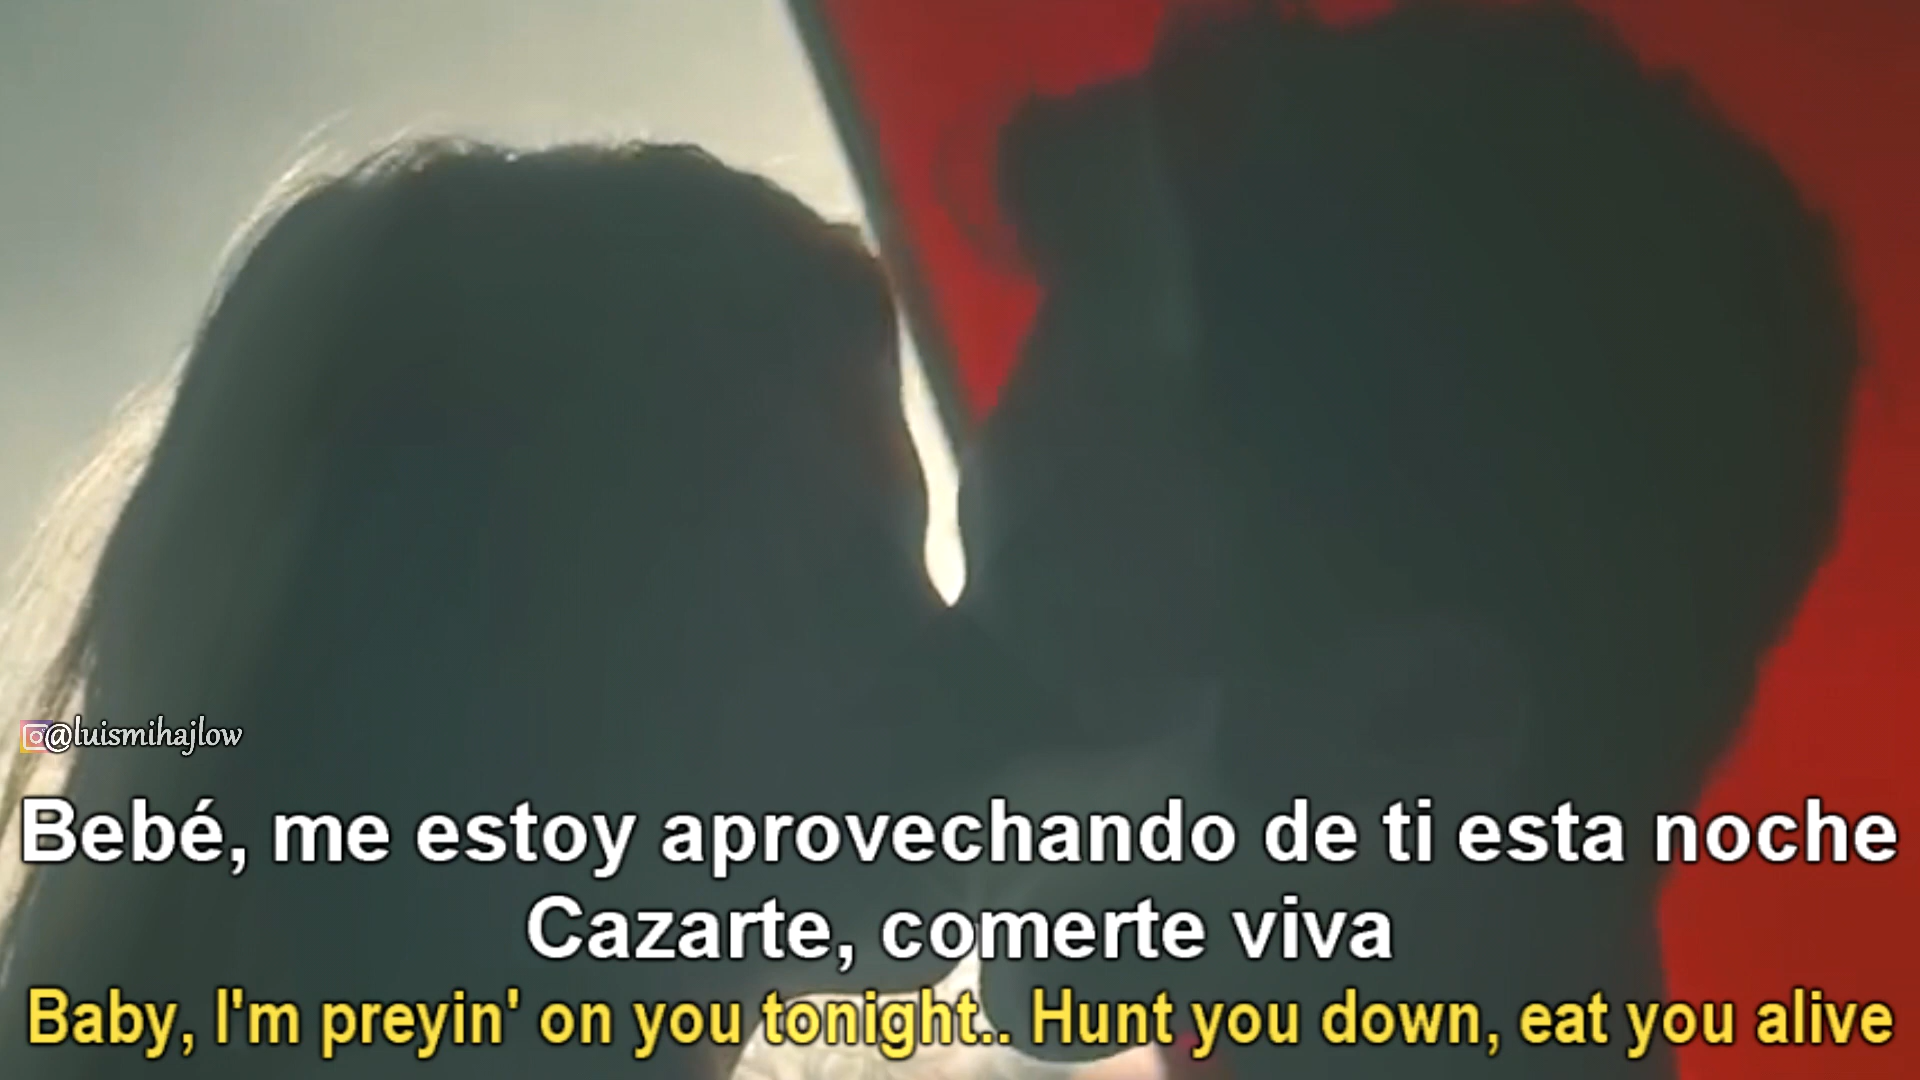 @luismihajlow
Bebé, me estoy aprovechando de ti esta noche
Cazarte, comerte viva
Baby, I'm preyin' on you tonight.. Hunt you down, eat you alive